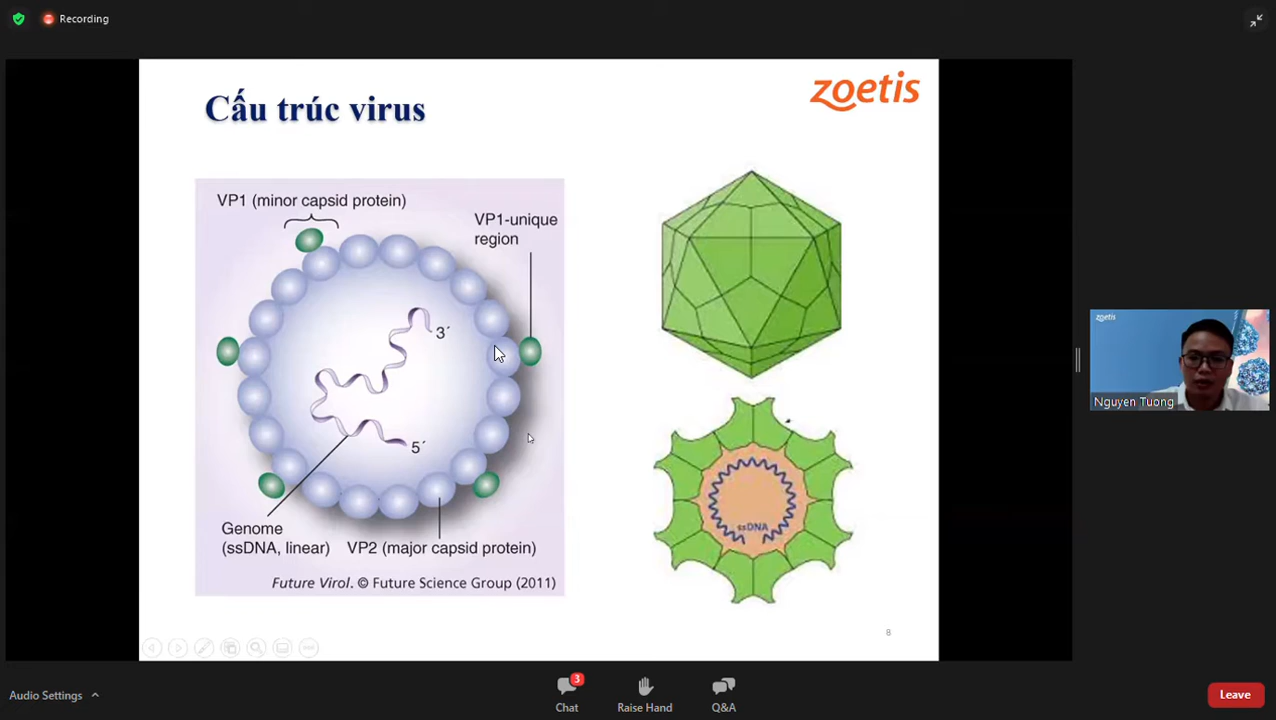 Recording
Cấu trúc virus
zoetis
VP1 (minor capsid protein)
VP1-unique
region
3´
5´
Genome
(ssDNA, linear)
VP2 (major capsid protein)
Future Virol. © Future Science Group (2011)
ssDNA
8
zoetis
Nguyen Tuong
Audio Settings
3
Chat
Raise Hand
Q&A
Leave